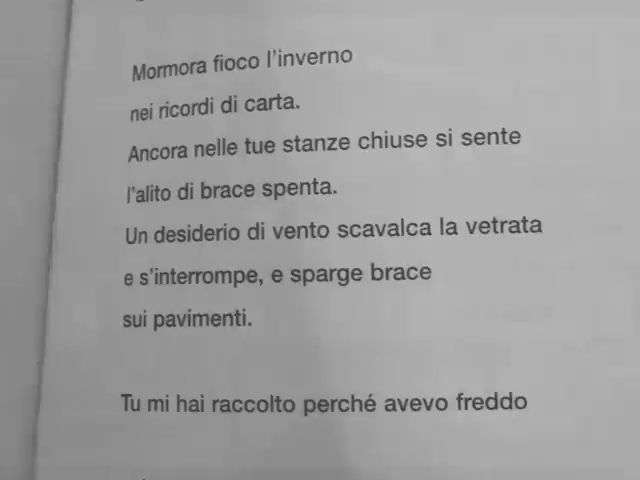 Mormora fioco l'inverno
nei ricordi di carta.
Ancora nelle tue stanze chiuse si sente
l'alito di brace spenta.
Un desiderio di vento scavalca la vetrata
e s'interrompe, e sparge brace
sui pavimenti.
Tu mi hai raccolto perché avevo freddo